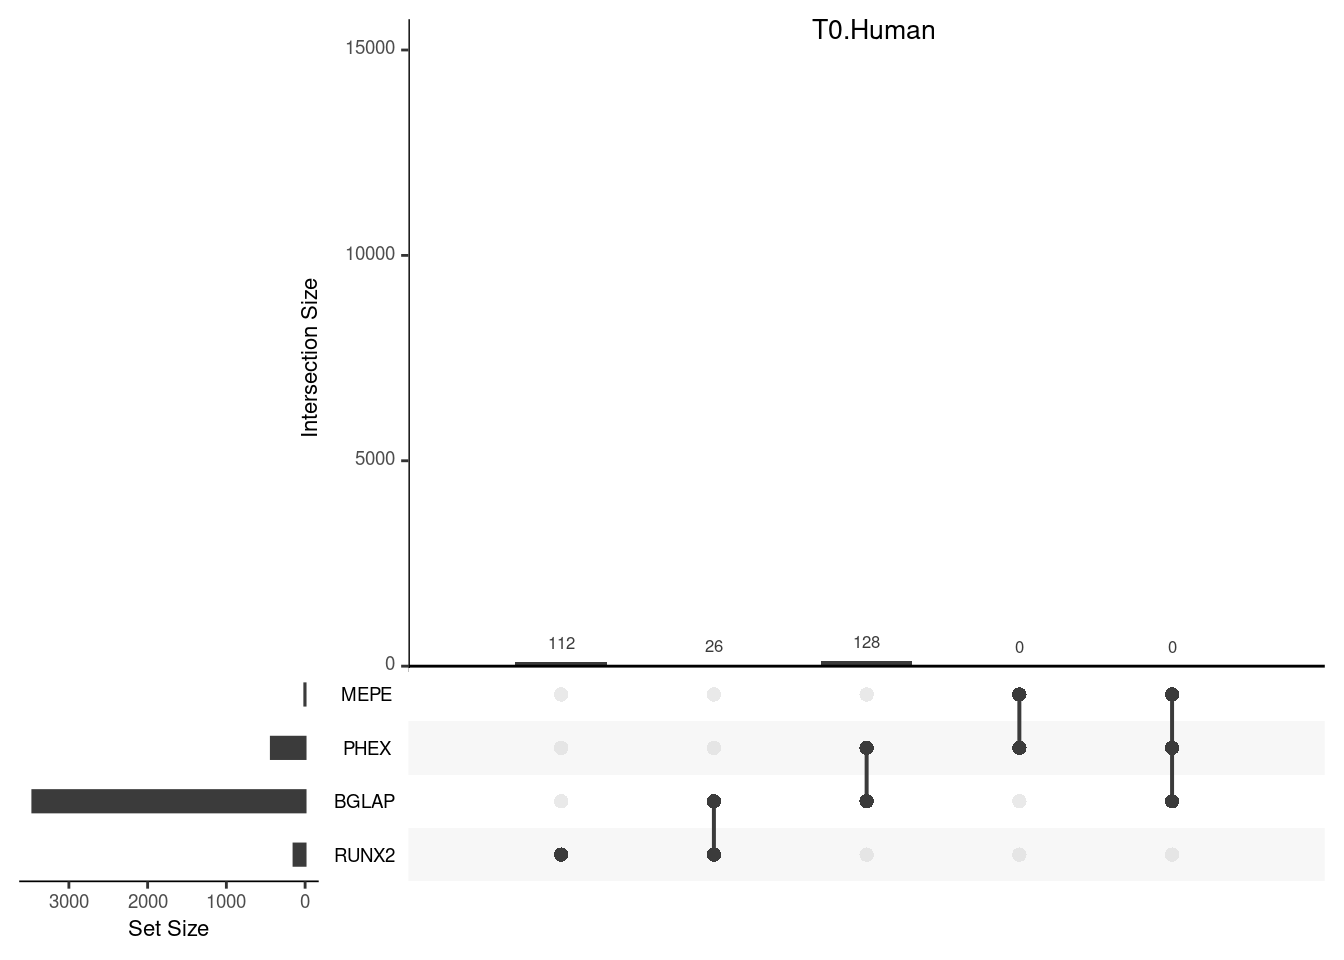 T0.Human
15000
10000
5000
0
Intersection Size
112
26
128
0
0
MEPE
PHEX
BGLAP
RUNX2
3000 2000 1000 0
Set Size